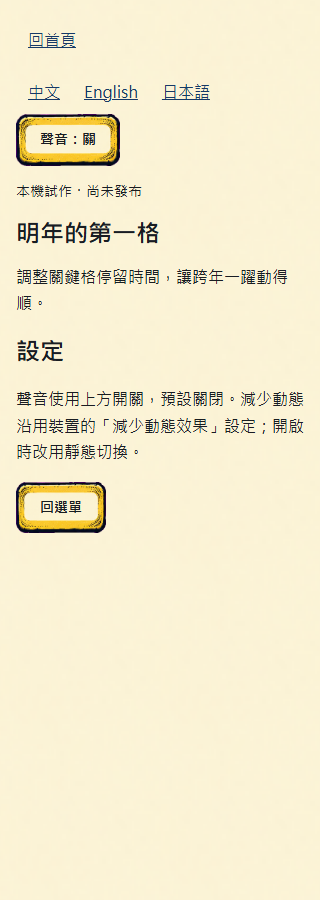 回首頁
中文 English 日本語
聲音：關
本機試作・尚未發布
明年的第一格
調整關鍵格停留時間，讓跨年一躍動得
順。
設定
聲音使用上方開關，預設關閉。減少動態
沿用裝置的「減少動態效果」設定；開啟
時改用靜態切換。
回選單